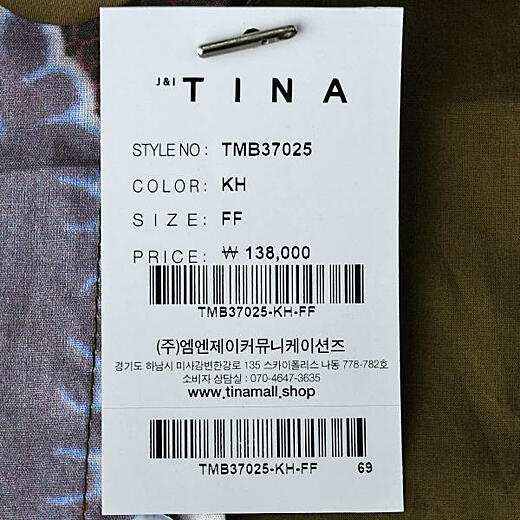 J&I TINA
STYLE NO : TMB37025
COLOR : KH
SIZE : FF
PRICE : ₩ 138,000
TMB37025-KH-FF
(주)엠엔제이커뮤니케이션즈
경기도 하남시 미사강변한강로 135 스카이폴리스 나동 778-782호
소비자 상담실 : 070-4647-3635
www.tinamall.shop
TMB37025-KH-FF 69